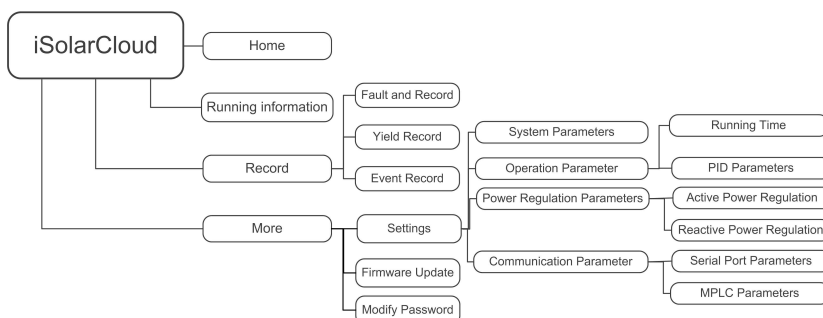 iSolarCloud
Home
Running information
Record
Fault and Record
Yield Record
Event Record
More
Settings
System Parameters
Operation Parameter
Running Time
PID Parameters
Power Regulation Parameters
Active Power Regulation
Reactive Power Regulation
Communication Parameter
Serial Port Parameters
MPLC Parameters
Firmware Update
Modify Password